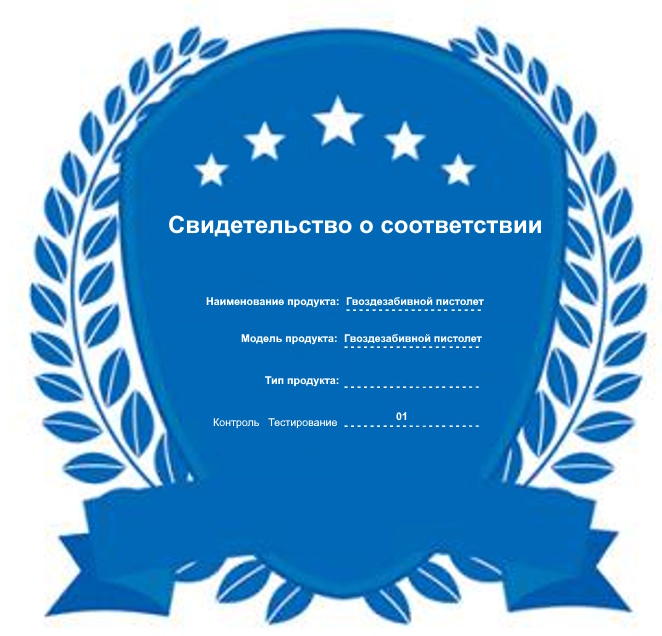 Свидетельство о соответствии
Наименование продукта: Гвоздезабивной пистолет
Модель продукта: Гвоздезабивной пистолет
Тип продукта:
Контроль Тестирование 01